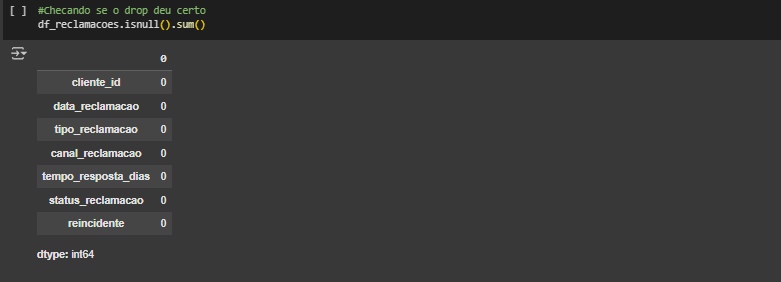 [ ] #Checando se o drop deu certo
df_reclamacoes.isnull().sum()
0
cliente_id 0
data_reclamacao 0
tipo_reclamacao 0
canal_reclamacao 0
tempo_resposta_dias 0
status_reclamacao 0
reincidente 0
dtype: int64